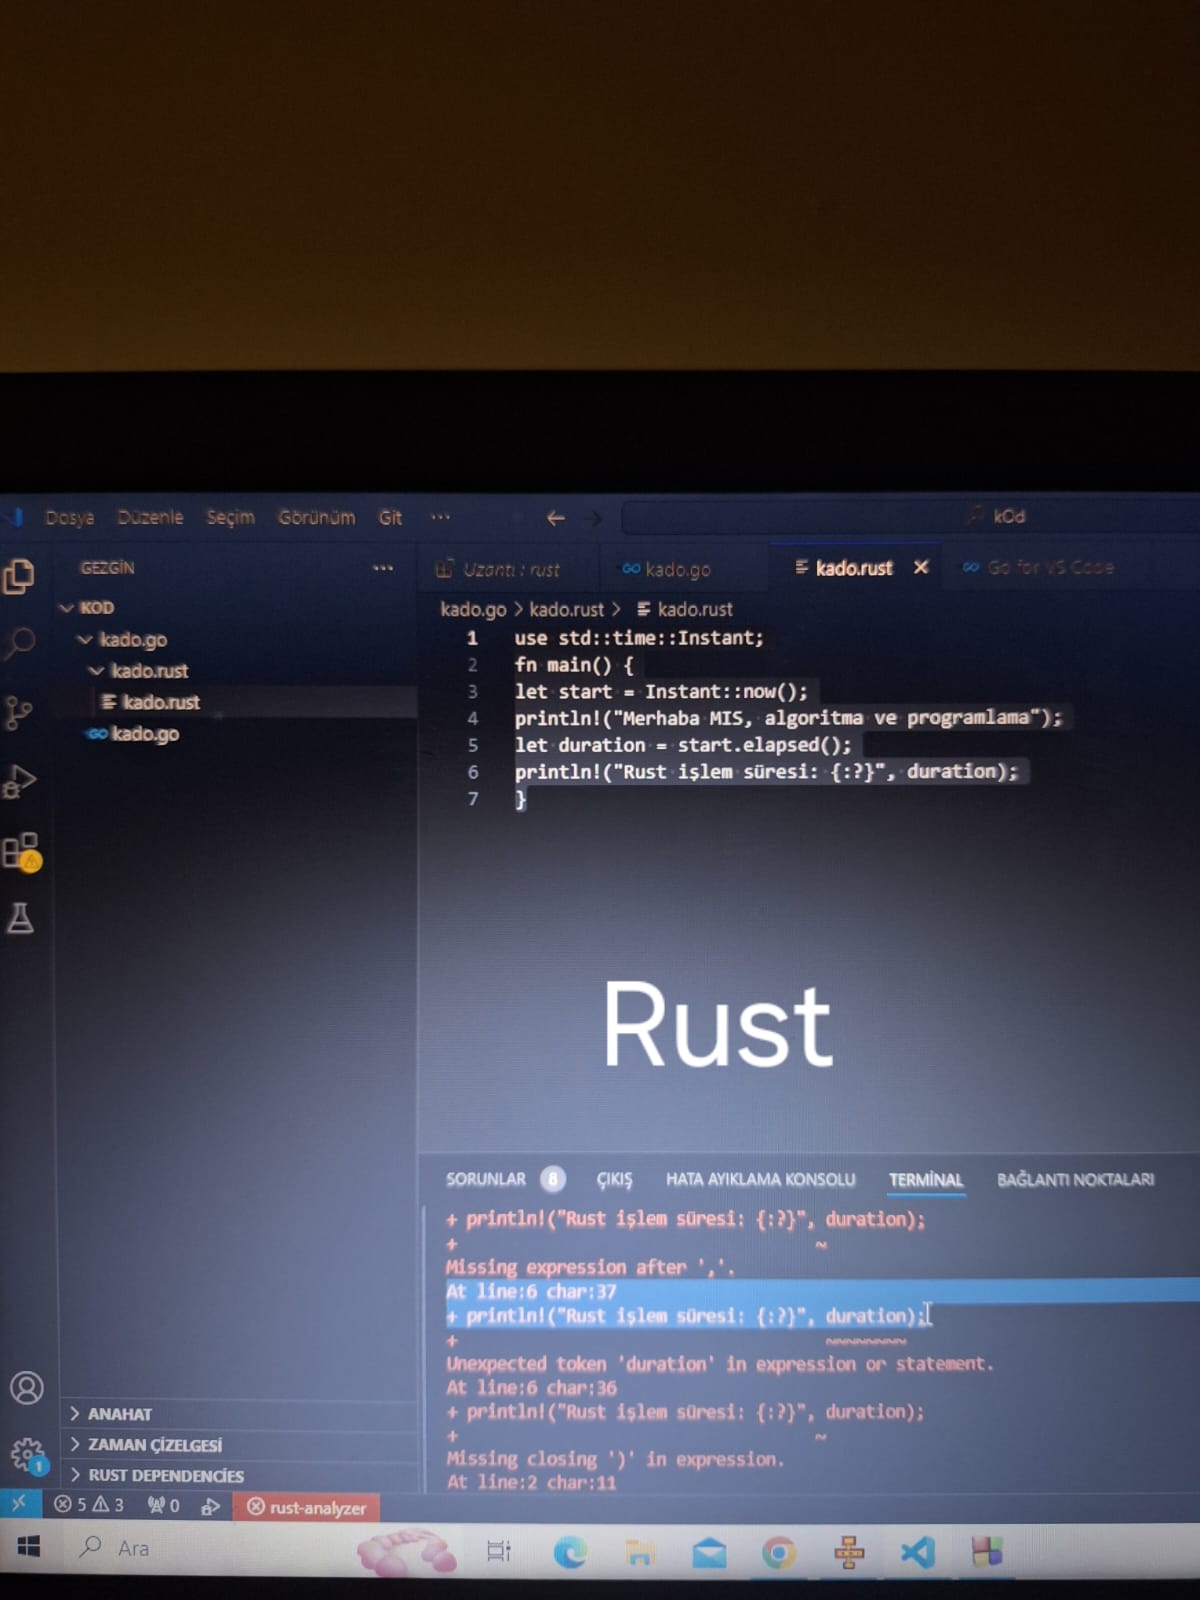 Dosya Düzenle Seçim Görünüm Git ... ← → kOd
GEZGİN ...
KOD
kado.go
kado.rust
kado.rust
kado.go
Uzantı : rust kado.go kado.rust × Go for VS Code
kado.go > kado.rust > kado.rust
1 use std::time::Instant;
2 fn main() {
3 let start = Instant::now();
4 println!("Merhaba MIS, algoritma ve programlama");
5 let duration = start.elapsed();
6 println!("Rust işlem süresi: {:?}", duration);
7 }
Rust
SORUNLAR 8 ÇIKIŞ HATA AYIKLAMA KONSOLU TERMİNAL BAĞLANTI NOKTALARI
+ println!("Rust işlem süresi: {:?}", duration);
+ ~
Missing expression after ','.
At line:6 char:37
+ println!("Rust işlem süresi: {:?}", duration);
+ ~~~~~~~~
Unexpected token 'duration' in expression or statement.
At line:6 char:36
+ println!("Rust işlem süresi: {:?}", duration);
+ ~
Missing closing ')' in expression.
At line:2 char:11
ANAHAT
ZAMAN ÇİZELGESİ
RUST DEPENDENCİES
1
5 3 0 rust-analyzer
Ara